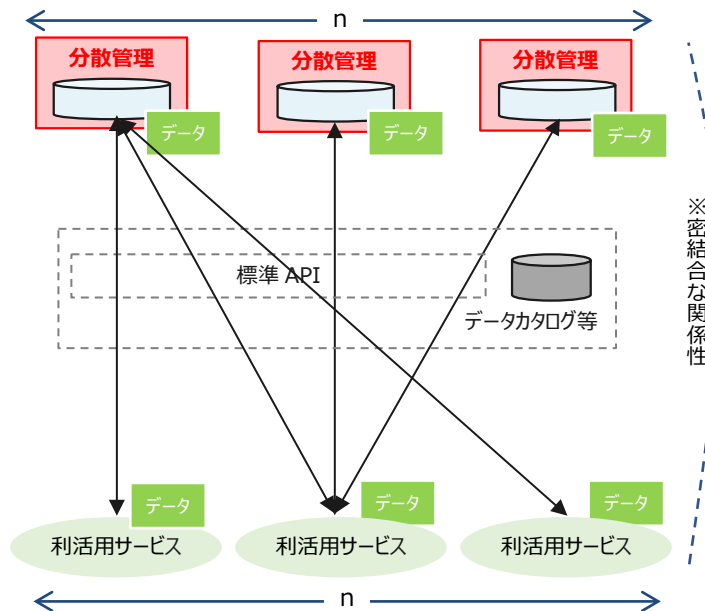 n
分散管理
分散管理
分散管理
データ
データ
データ
標準 API
データカタログ等
※密結合な関係性
データ
データ
データ
利活用サービス
利活用サービス
利活用サービス
n